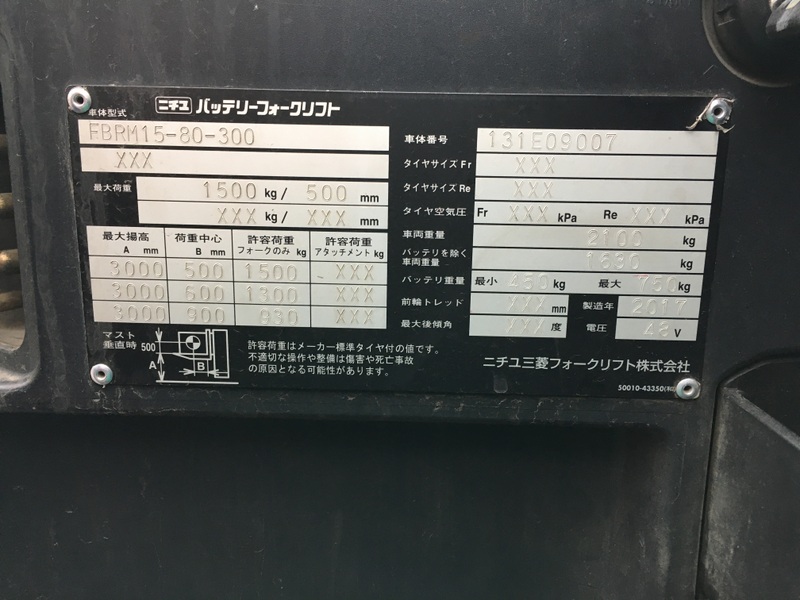 ニチユ バッテリーフォークリフト
車体型式
FBRM15-80-300
XXX
最大荷重 1500 kg/ 500 mm
XXX kg/ XXX mm
最大揚高 A mm 荷重中心 B mm 許容荷重 フォークのみ kg 許容荷重 アタッチメント kg
3000 500 1500 XXX
3000 600 1300 XXX
3000 900 XXX
マスト垂直時 500 A B
許容荷重はメーカー標準タイヤ付の値です。
不適切な操作や整備は傷害や死亡事故
の原因となる可能性があります。
車体番号 131E09007
タイヤサイズ Fr XXX
タイヤサイズ Re XXX
タイヤ空気圧 Fr XXX kPa Re XXX kPa
車両重量 2100 kg
バッテリを除く車両重量 1630 kg
バッテリ重量 最小 450 kg 最大 750 kg
前輪トレッド XXX mm 製造年 2017
最大後傾角 XXX 度 電圧 48 V
ニチユ三菱フォークリフト株式会社